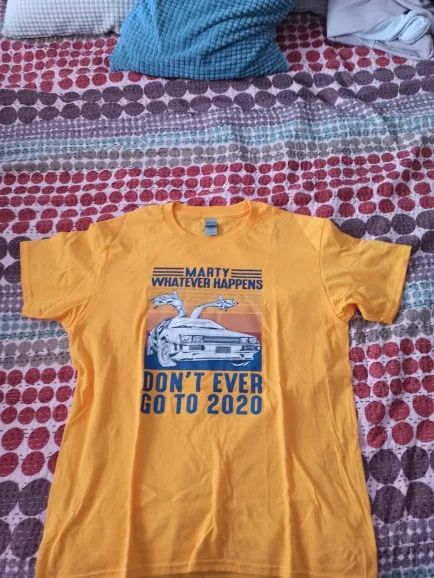 MARTY
WHATEVER HAPPENS
DON'T EVER
GO TO 2020